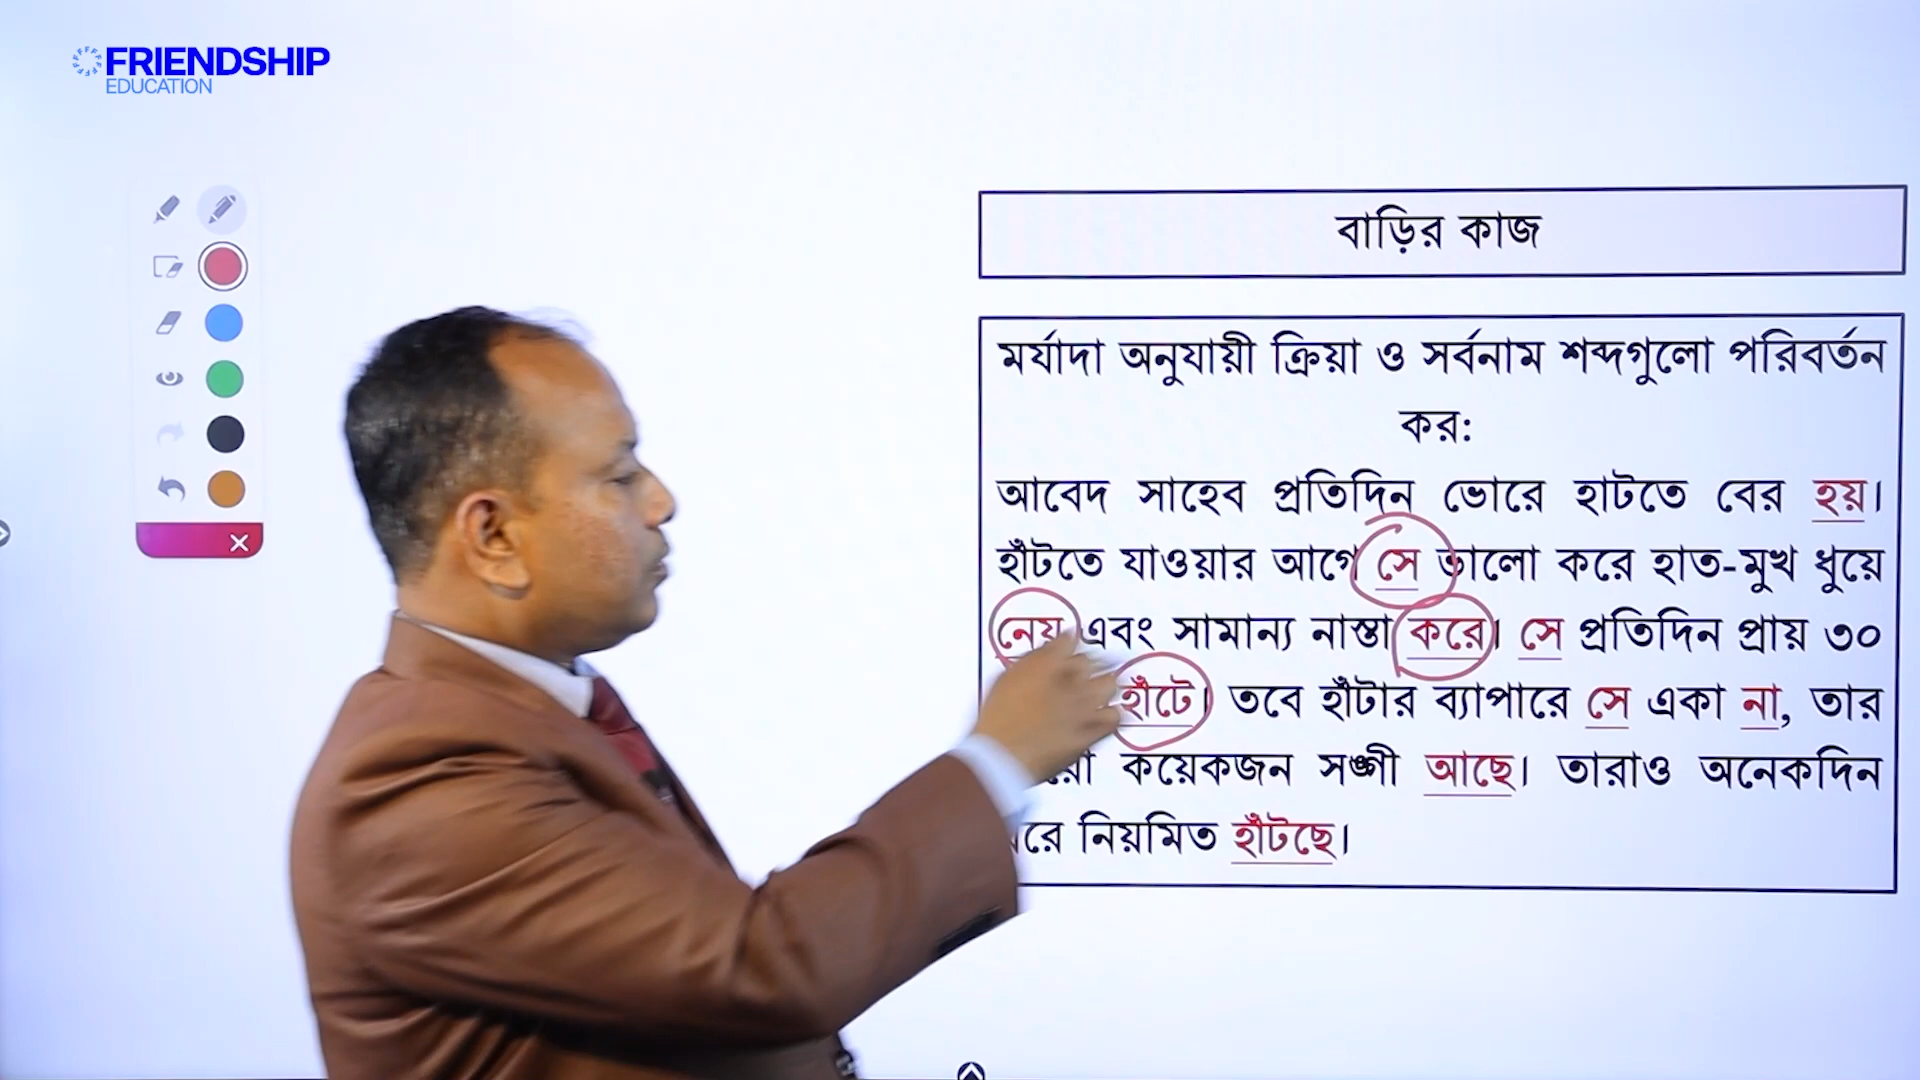 FRIENDSHIP
EDUCATION
বাড়ির কাজ
মর্যাদা অনুযায়ী ক্রিয়া ও সর্বনাম শব্দগুলো পরিবর্তন
কর:
আবেদ সাহেব প্রতিদিন ভোরে হাটতে বের হয়।
হাঁটতে যাওয়ার আগে সে ভালো করে হাত-মুখ ধুয়ে
নেয় এবং সামান্য নাস্তা করে। সে প্রতিদিন প্রায় ৩০
হাঁটে। তবে হাঁটার ব্যাপারে সে একা না, তার
কয়েকজন সঙ্গী আছে। তারাও অনেকদিন
নিয়মিত হাঁটছে।